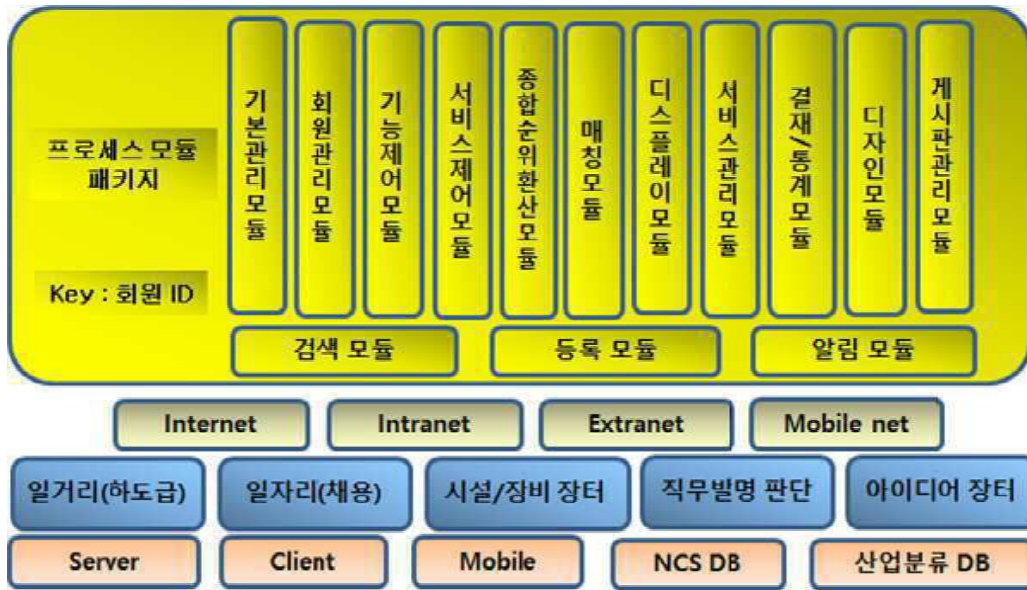 프로세스 모듈
패키지
Key : 회원 ID
기본관리모듈
회원관리모듈
기능제어모듈
서비스제어모듈
종합순위환산모듈
매칭모듈
디스플레이모듈
서비스관리모듈
결재/통계모듈
디자인모듈
게시판관리모듈
검색 모듈
등록 모듈
알림 모듈
Internet
Intranet
Extranet
Mobile net
일거리(하도급)
일자리(채용)
시설/장비 장터
직무발명 판단
아이디어 장터
Server
Client
Mobile
NCS DB
산업분류 DB